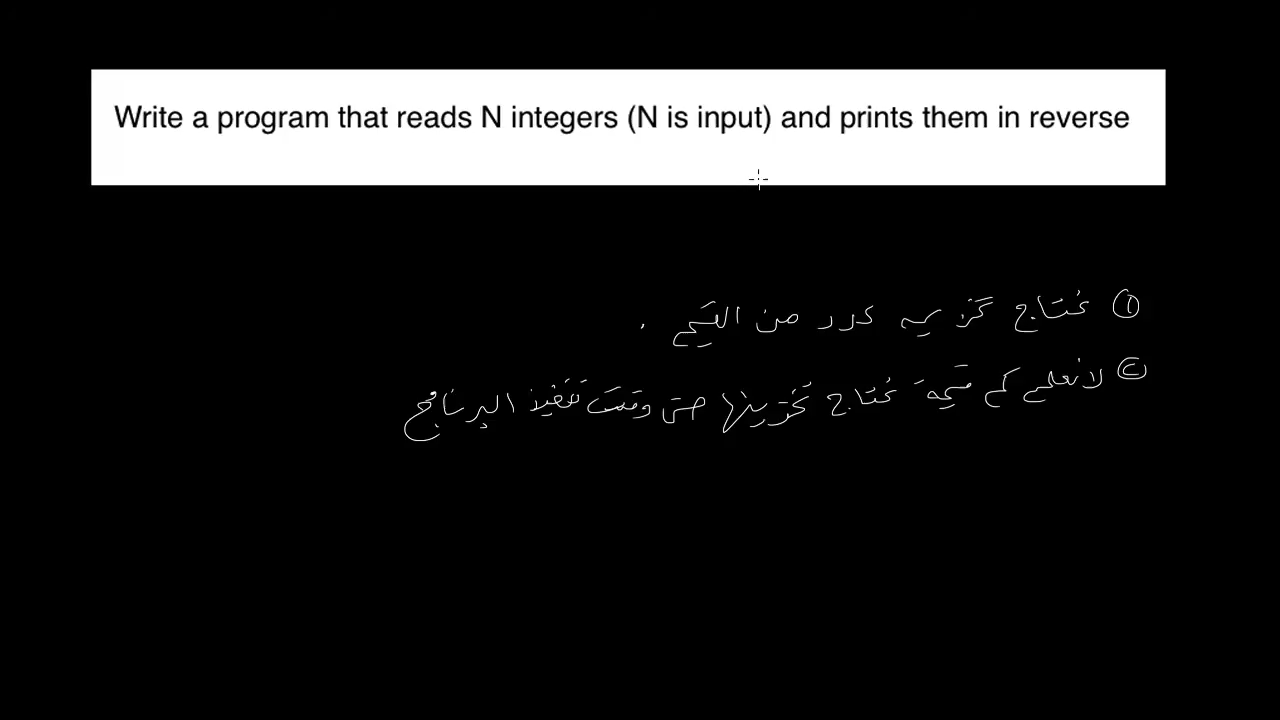 Write a program that reads N integers (N is input) and prints them in reverse
① نحتاج تخزين عدد من القيم .
② لا نعلم كم قيمة نحتاج تخزينها حتى وقت تنفيذ البرنامج